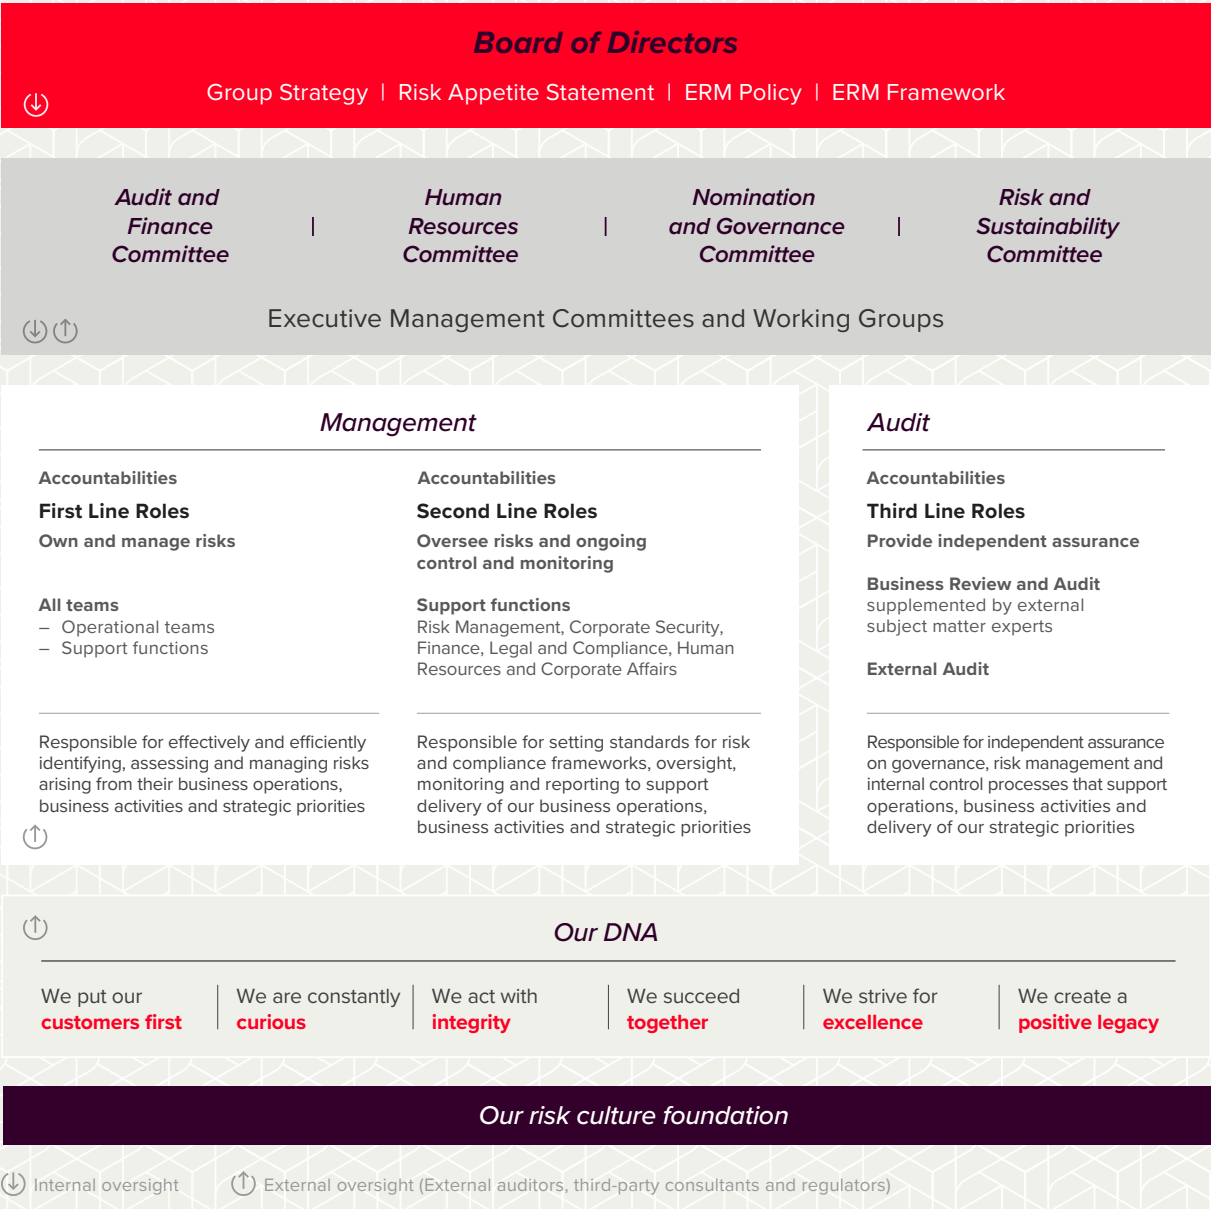 Board of Directors
Group Strategy | Risk Appetite Statement | ERM Policy | ERM Framework
Audit and
Finance
Committee
Human
Resources
Committee
Nomination
and Governance
Committee
Risk and
Sustainability
Committee
Executive Management Committees and Working Groups
Management
Accountabilities
First Line Roles
Own and manage risks
All teams
– Operational teams
– Support functions
Responsible for effectively and efficiently
identifying, assessing and managing risks
arising from their business operations,
business activities and strategic priorities
Accountabilities
Second Line Roles
Oversee risks and ongoing
control and monitoring
Support functions
Risk Management, Corporate Security,
Finance, Legal and Compliance, Human
Resources and Corporate Affairs
Responsible for setting standards for risk
and compliance frameworks, oversight,
monitoring and reporting to support
delivery of our business operations,
business activities and strategic priorities
Audit
Accountabilities
Third Line Roles
Provide independent assurance
Business Review and Audit
supplemented by external
subject matter experts
External Audit
Responsible for independent assurance
on governance, risk management and
internal control processes that support
operations, business activities and
delivery of our strategic priorities
Our DNA
We put our
customers first
We are constantly
curious
We act with
integrity
We succeed
together
We strive for
excellence
We create a
positive legacy
Our risk culture foundation
Internal oversight
External oversight (External auditors, third-party consultants and regulators)